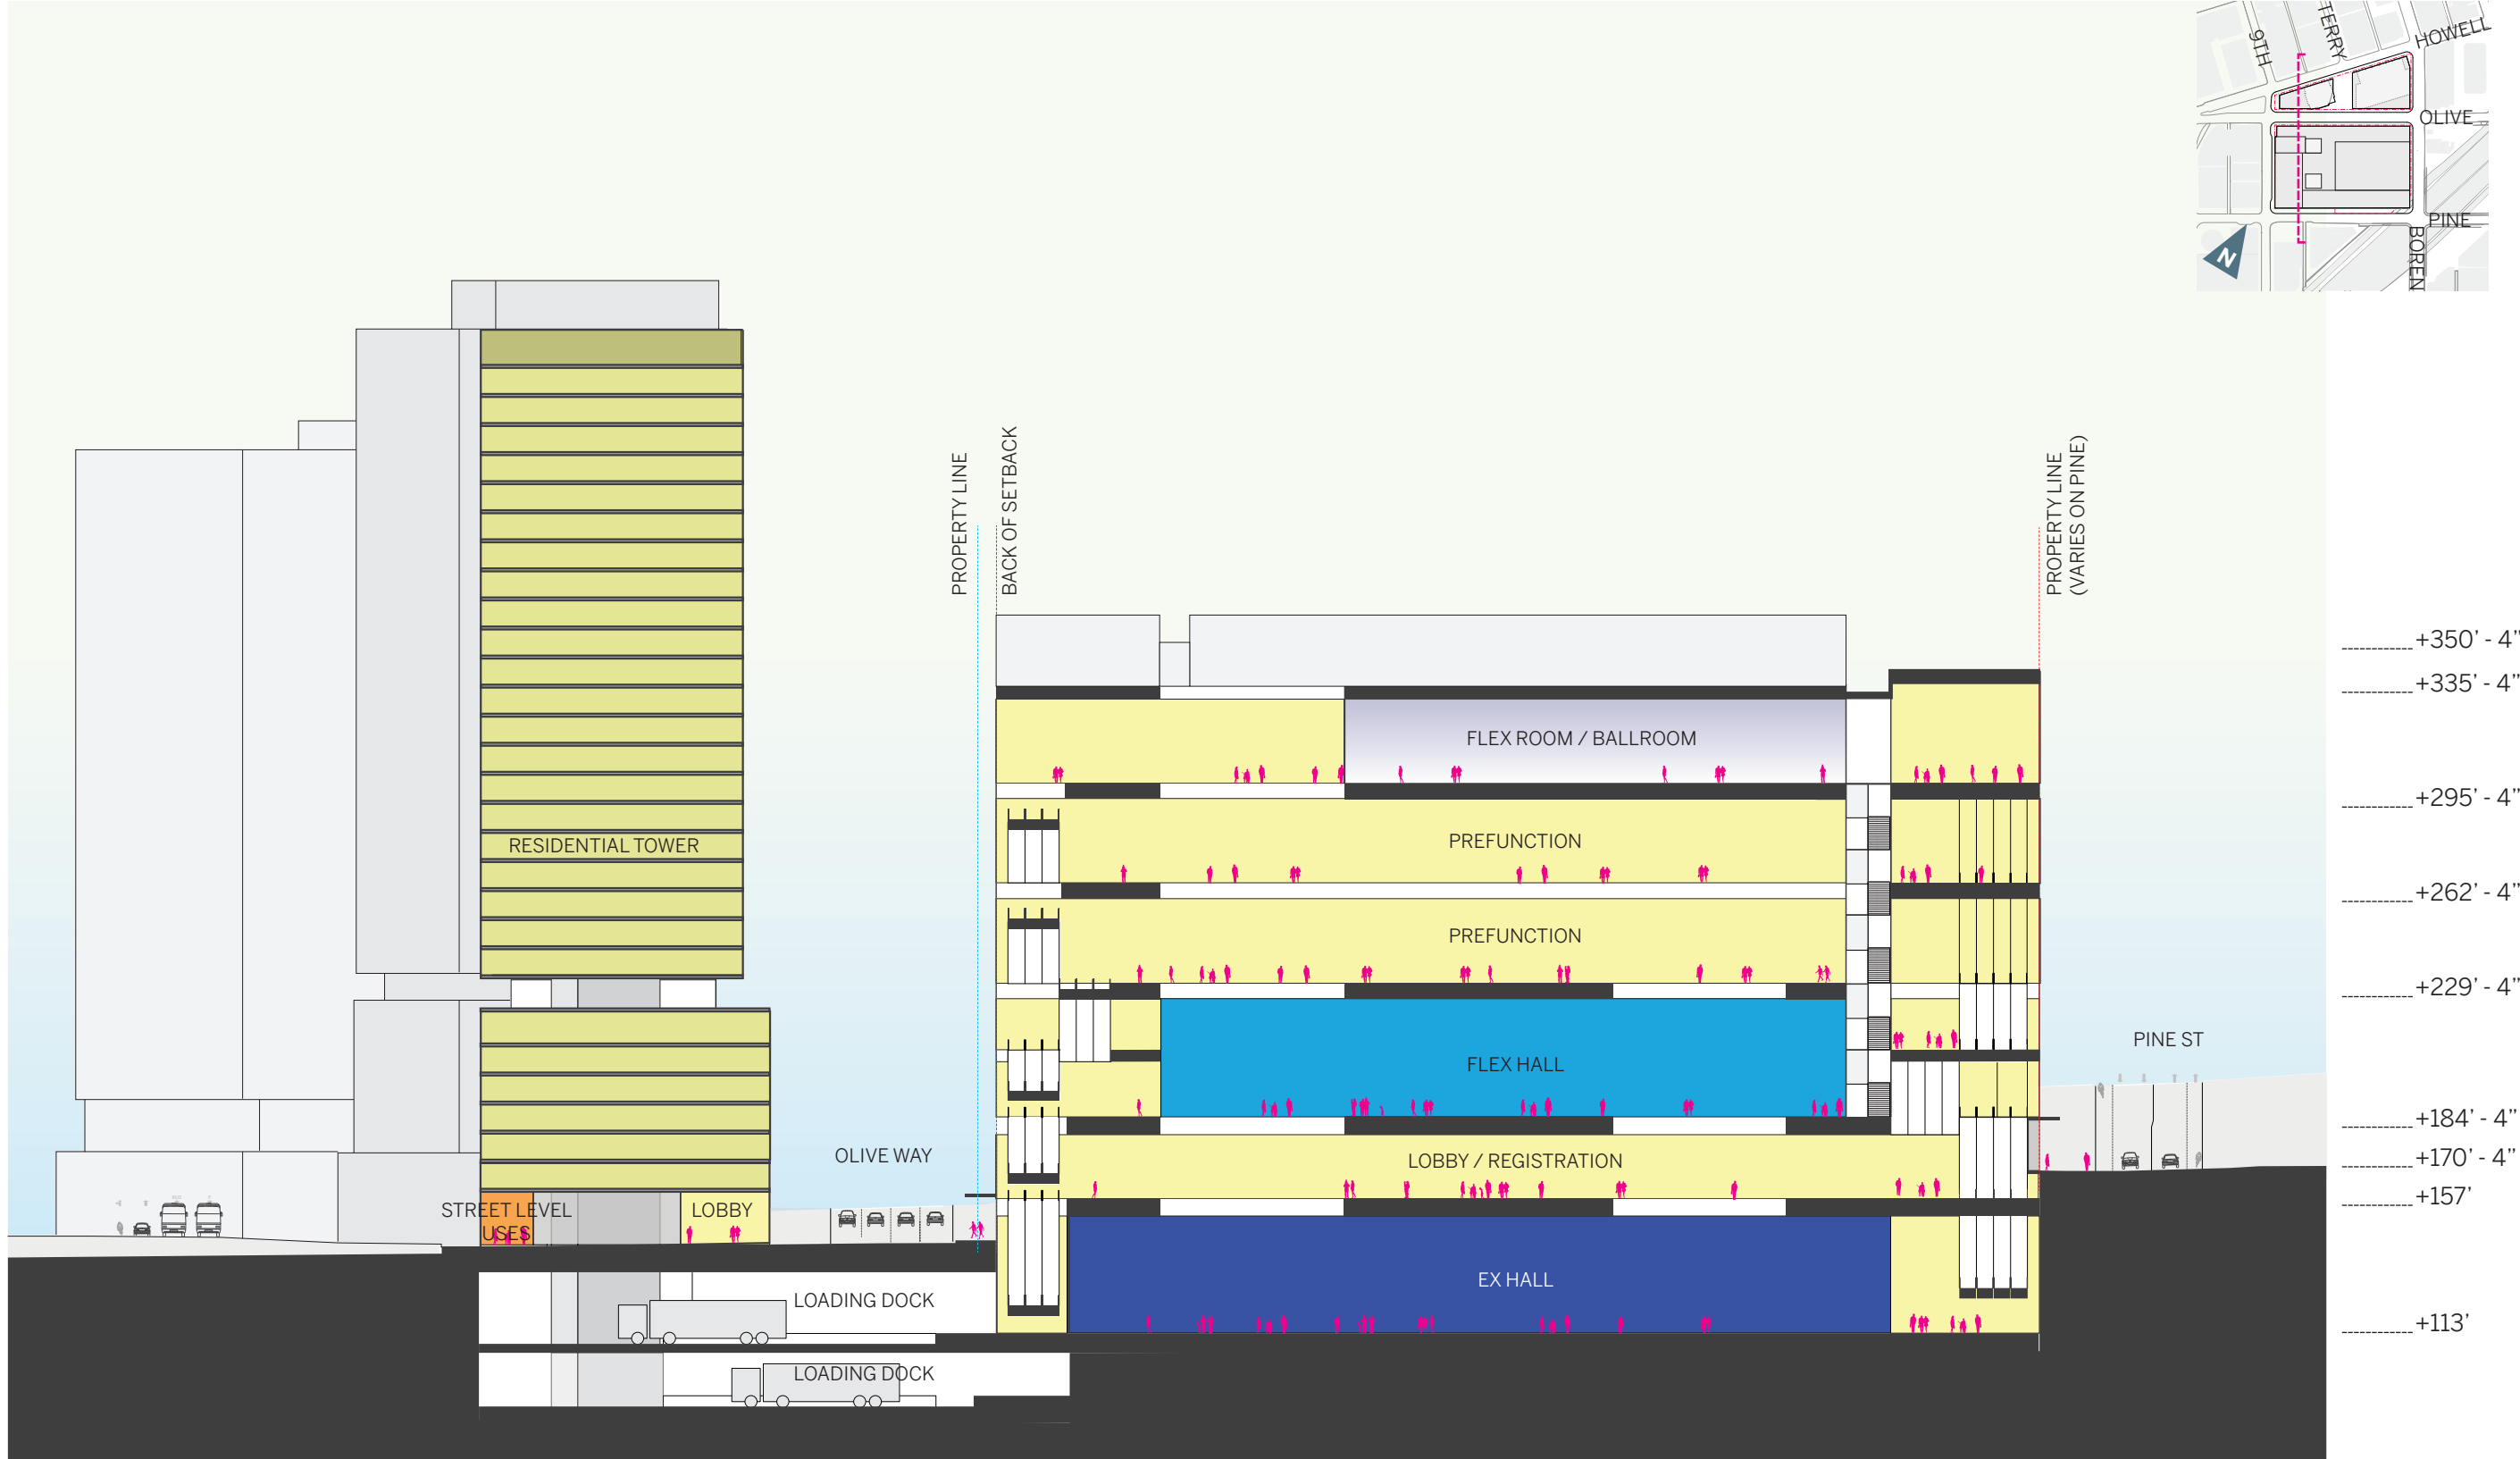 9TH
TERRY
HOWELL
OLIVE
PINE
BOREN
N
PROPERTY LINE
BACK OF SETBACK
PROPERTY LINE
(VARIES ON PINE)
+350’ - 4”
+335’ - 4”
FLEX ROOM / BALLROOM
+295’ - 4”
RESIDENTIAL TOWER
PREFUNCTION
+262’ - 4”
PREFUNCTION
+229’ - 4”
PINE ST
FLEX HALL
+184’ - 4”
OLIVE WAY
LOBBY / REGISTRATION
+170’ - 4”
+157’
STREET LEVEL
USES
LOBBY
EX HALL
LOADING DOCK
+113’
LOADING DOCK